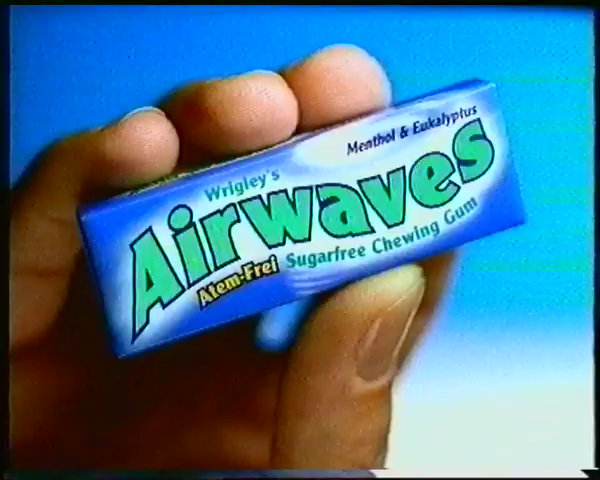 Menthol & Eukalyptus
Wrigley's
Airwaves
Atem-Frei Sugarfree Chewing Gum